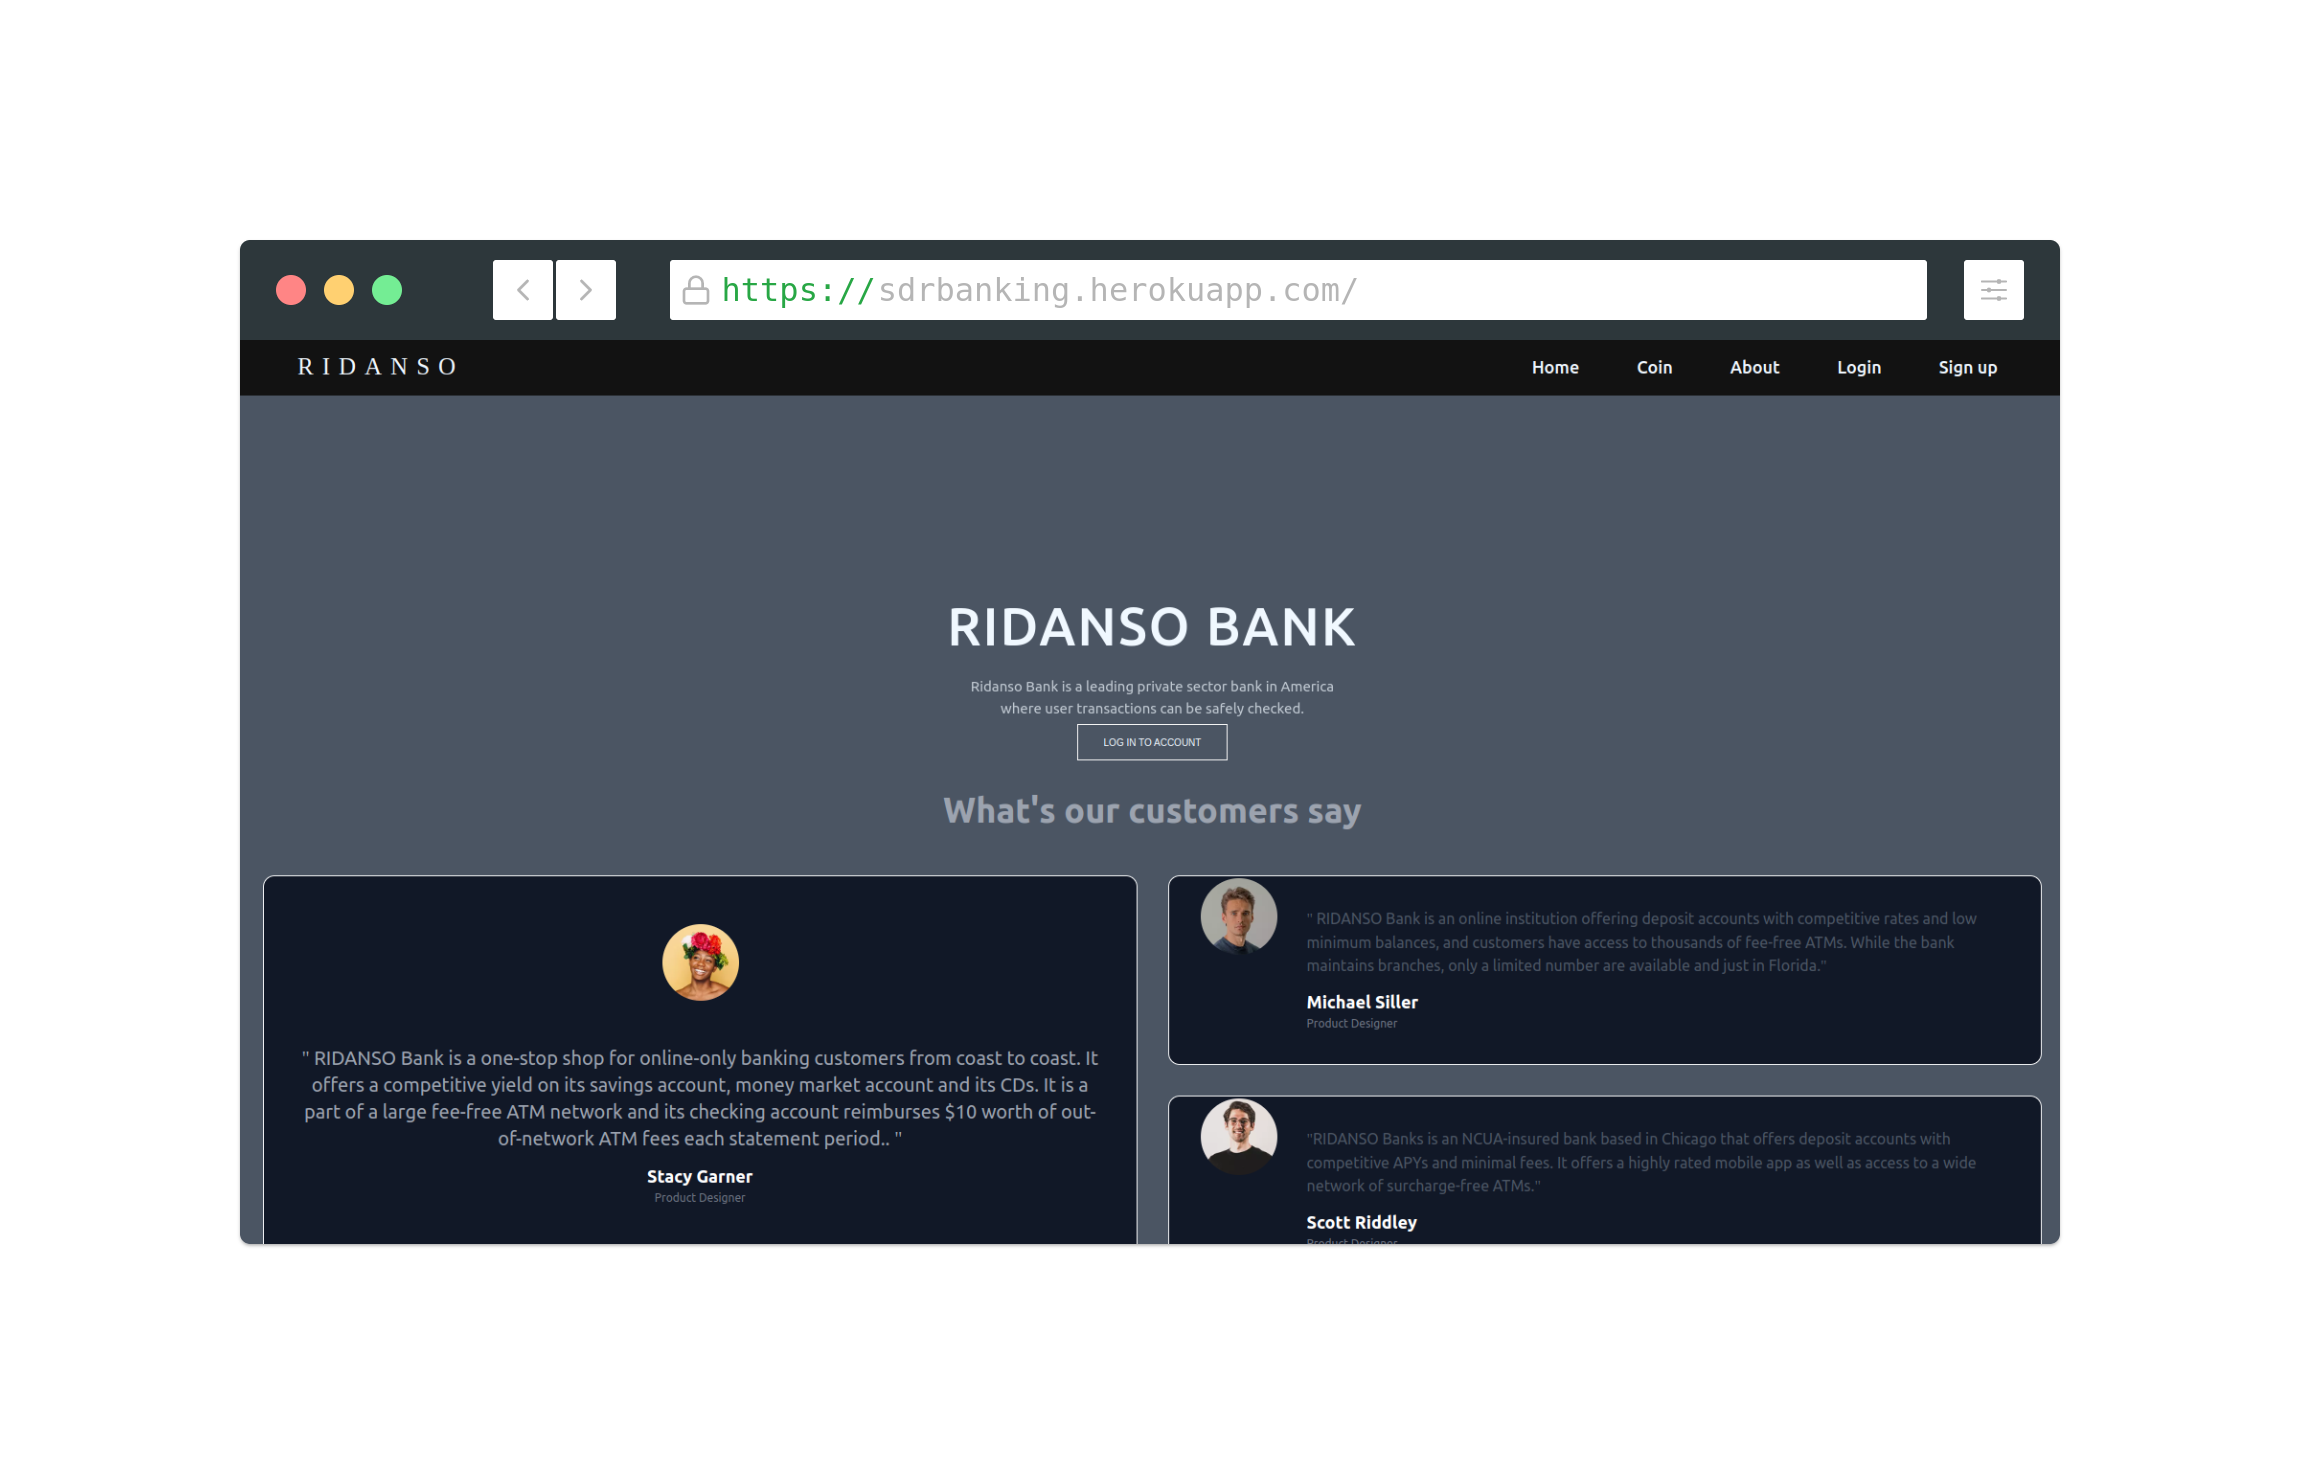 https://sdrbanking.herokuapp.com/
RIDANSO
Home Coin About Login Sign up
RIDANSO BANK
Ridanso Bank is a leading private sector bank in America
where user transactions can be safely checked.
LOG IN TO ACCOUNT
What's our customers say
" RIDANSO Bank is a one-stop shop for online-only banking customers from coast to coast. It
offers a competitive yield on its savings account, money market account and its CDs. It is a
part of a large fee-free ATM network and its checking account reimburses $10 worth of out-
of-network ATM fees each statement period.. "
Stacy Garner
Product Designer
" RIDANSO Bank is an online institution offering deposit accounts with competitive rates and low
minimum balances, and customers have access to thousands of fee-free ATMs. While the bank
maintains branches, only a limited number are available and just in Florida."
Michael Siller
Product Designer
"RIDANSO Banks is an NCUA-insured bank based in Chicago that offers deposit accounts with
competitive APYs and minimal fees. It offers a highly rated mobile app as well as access to a wide
network of surcharge-free ATMs."
Scott Riddley
Product Designer